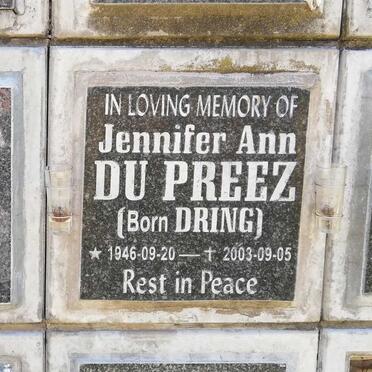 IN LOVING MEMORY OF
Jennifer Ann
DU PREEZ
(Born DRING)
★ 1946-09-20 — ✝ 2003-09-05
Rest in Peace